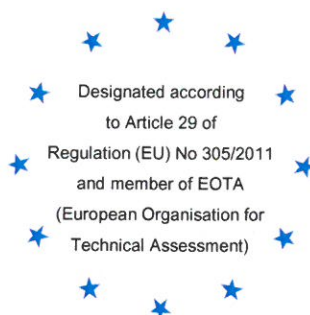 Designated according
to Article 29 of
Regulation (EU) No 305/2011
and member of EOTA
(European Organisation for
Technical Assessment)